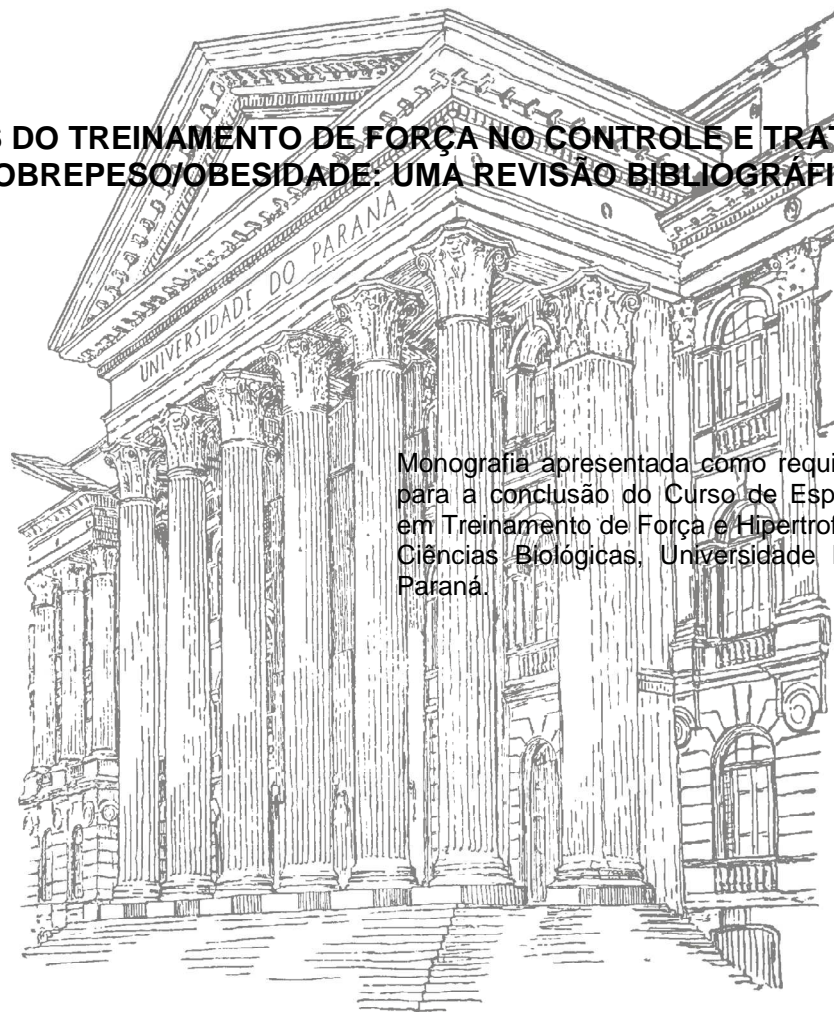 S DO TREINAMENTO DE FORÇA NO CONTROLE E TRA
OBREPESO/OBESIDADE: UMA REVISÃO BIBLIOGRÁFI
UNIVERSIDADE DO PARANÁ
Monografia apresentada como requi
para a conclusão do Curso de Esp
em Treinamento de Força e Hipertrof
Ciências Biológicas, Universidade
Paraná.